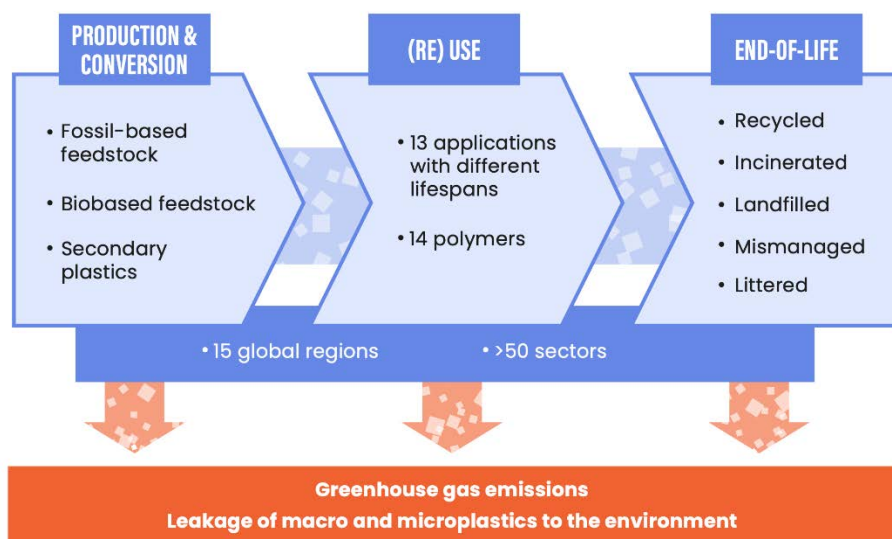 PRODUCTION &
CONVERSION
• Fossil-based
feedstock
• Biobased feedstock
• Secondary
plastics
(RE) USE
• 13 applications
with different
lifespans
• 14 polymers
END-OF-LIFE
• Recycled
• Incinerated
• Landfilled
• Mismanaged
• Littered
• 15 global regions
• >50 sectors
Greenhouse gas emissions
Leakage of macro and microplastics to the environment